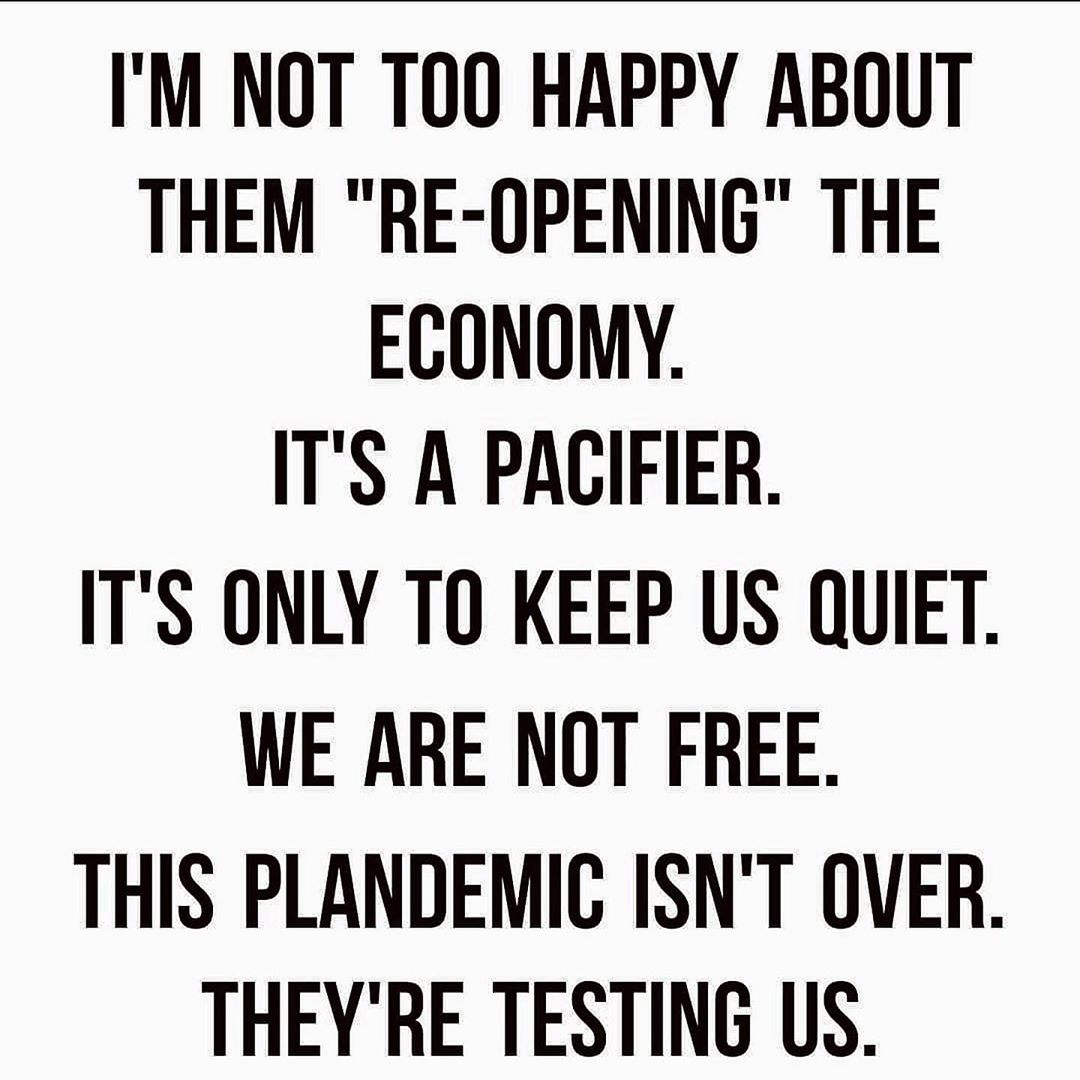 I'M NOT TOO HAPPY ABOUT
THEM "RE-OPENING" THE
ECONOMY.
IT'S A PACIFIER.
IT'S ONLY TO KEEP US QUIET.
WE ARE NOT FREE.
THIS PLANDEMIC ISN'T OVER.
THEY'RE TESTING US.